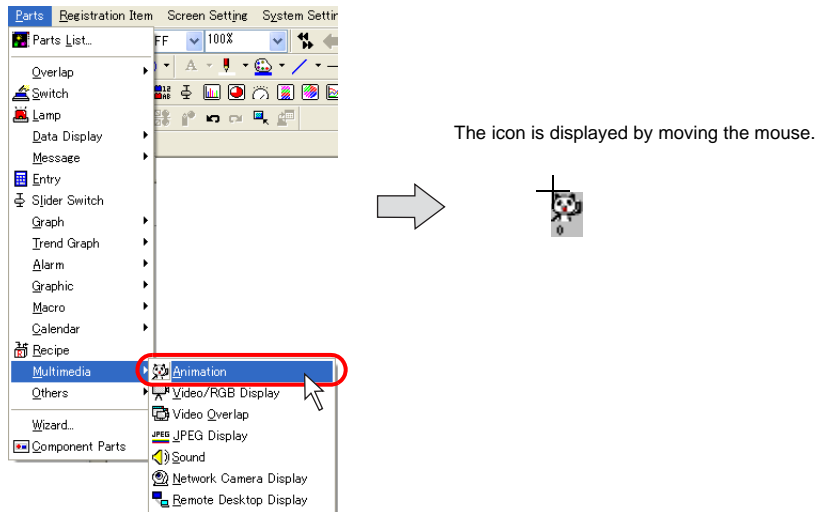 Parts Registration Item Screen Setting System Settin
Parts List...
FF 100%
Overlap
Switch
Lamp
Data Display
Message
Entry
Slider Switch
Graph
Trend Graph
Alarm
Graphic
Macro
Calendar
Recipe
Multimedia
Others
Wizard...
Component Parts
Animation
Video/RGB Display
Video Overlap
JPEG JPEG Display
Sound
Network Camera Display
Remote Desktop Display
The icon is displayed by moving the mouse.
0